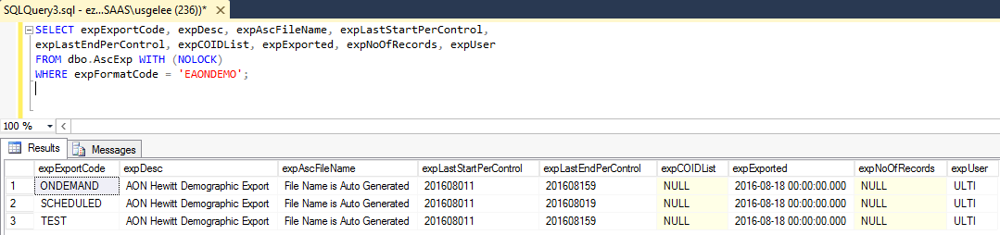 SQLQuery3.sql - ez...SAAS\usgelee (236))* ×
SELECT expExportCode, expDesc, expAscFileName, expLastStartPerControl,
expLastEndPerControl, expCOIDList, expExported, expNoOfRecords, expUser
FROM dbo.AscExp WITH (NOLOCK)
WHERE expFormatCode = 'EAONDEMO';
100 %
Results Messages
expExportCode expDesc expAscFileName expLastStartPerControl expLastEndPerControl expCOIDList expExported expNoOfRecords expUser
1 ONDEMAND AON Hewitt Demographic Export File Name is Auto Generated 201608011 201608159 NULL 2016-08-18 00:00:00.000 NULL ULTI
2 SCHEDULED AON Hewitt Demographic Export File Name is Auto Generated 201608011 201608019 NULL 2016-08-18 00:00:00.000 NULL ULTI
3 TEST AON Hewitt Demographic Export File Name is Auto Generated 201608011 201608159 NULL 2016-08-18 00:00:00.000 NULL ULTI